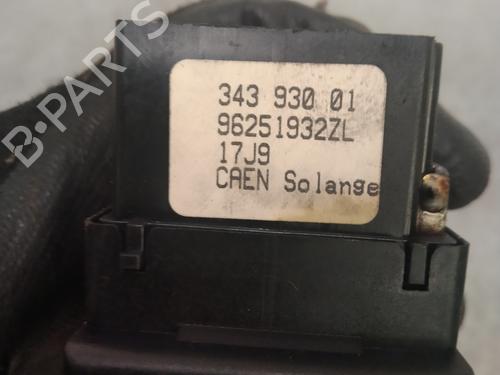 B-PARTS
343 930 01
96251932ZL
17J9
CAEN Solange